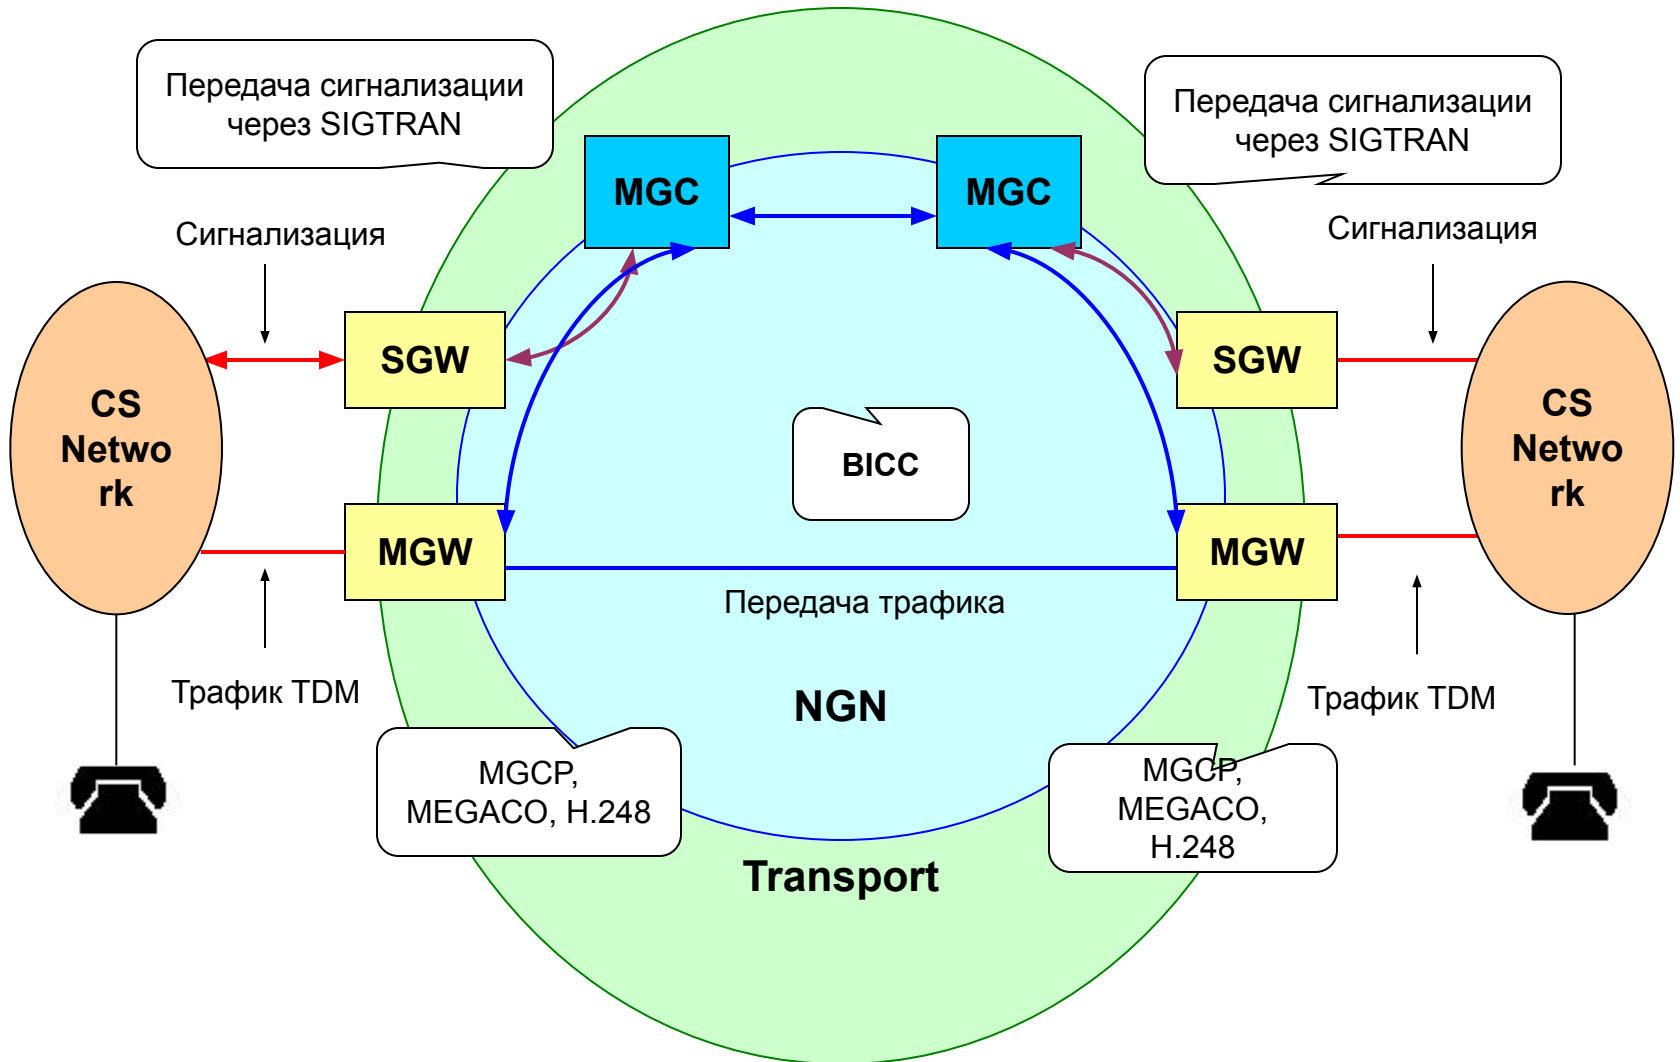 Передача сигнализации
через SIGTRAN
Передача сигнализации
через SIGTRAN
MGC
MGC
Сигнализация
Сигнализация
SGW
SGW
CS
Netwo
rk
CS
Netwo
rk
BICC
MGW
MGW
Передача трафика
Трафик TDM
Трафик TDM
NGN
MGCP,
MEGACO, H.248
MGCP,
MEGACO,
H.248
Transport